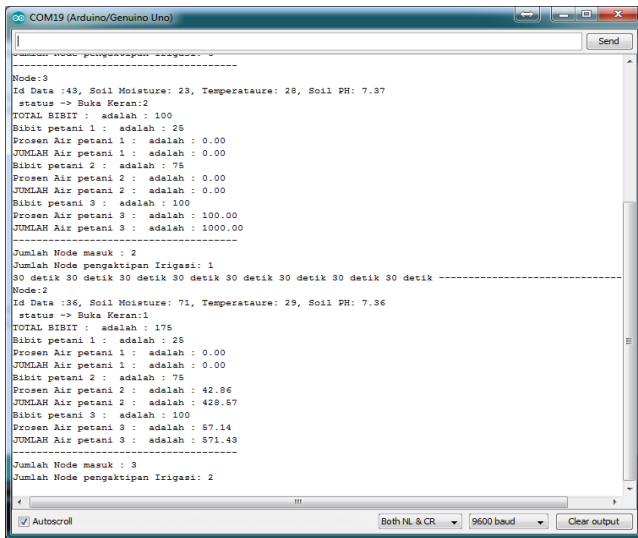 COM19 (Arduino/Genuino Uno)
Send
Jumlah Node pengaktipan Irigasi:
--------------------------------------
Node:3
Id Data :43, Soil Moisture: 23, Temperataure: 28, Soil PH: 7.37
status -> Buka Keran:2
TOTAL BIBIT :  adalah : 100
Bibit petani 1 :  adalah : 25
Prosen Air petani 1 :  adalah : 0.00
JUMLAH Air petani 1 :  adalah : 0.00
Bibit petani 2 :  adalah : 75
Prosen Air petani 2 :  adalah : 0.00
JUMLAH Air petani 2 :  adalah : 0.00
Bibit petani 3 :  adalah : 100
Prosen Air petani 3 :  adalah : 100.00
JUMLAH Air petani 3 :  adalah : 1000.00
--------------------------------------
Jumlah Node masuk : 2
Jumlah Node pengaktipan Irigasi: 1
30 detik 30 detik 30 detik 30 detik 30 detik 30 detik 30 detik 30 detik -------------------------------
Node:2
Id Data :36, Soil Moisture: 71, Temperataure: 29, Soil PH: 7.36
status -> Buka Keran:1
TOTAL BIBIT :  adalah : 175
Bibit petani 1 :  adalah : 25
Prosen Air petani 1 :  adalah : 0.00
JUMLAH Air petani 1 :  adalah : 0.00
Bibit petani 2 :  adalah : 75
Prosen Air petani 2 :  adalah : 42.86
JUMLAH Air petani 2 :  adalah : 428.57
Bibit petani 3 :  adalah : 100
Prosen Air petani 3 :  adalah : 57.14
JUMLAH Air petani 3 :  adalah : 571.43
--------------------------------------
Jumlah Node masuk : 3
Jumlah Node pengaktipan Irigasi: 2
Autoscroll
Both NL & CR
9600 baud
Clear output